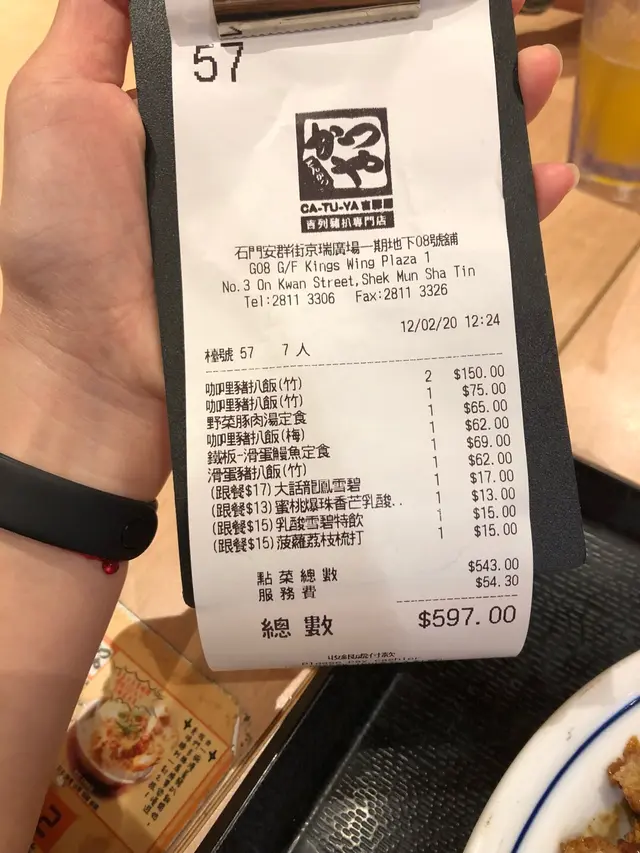 57
かつや
とんかつ
CA-TU-YA 吉豚屋
吉列豬扒專門店
石門安群街京瑞廣場一期地下08號舖
G08 G/F Kings Wing Plaza 1
No.3 On Kwan Street,Shek Mun Sha Tin
Tel:2811 3306 Fax:2811 3326
12/02/20 12:24
檯號 57 7 人
咖哩豬扒飯(竹) 2 $150.00
咖哩豬扒飯(竹) 1 $75.00
野菜豚肉湯定食 1 $65.00
咖哩豬扒飯(梅) 1 $62.00
鐵板-滑蛋鰻魚定食 1 $69.00
滑蛋豬扒飯(竹) 1 $62.00
(跟餐$17)大話龍鳳雪碧 1 $17.00
(跟餐$13)蜜桃爆珠香芒乳酸.. 1 $13.00
(跟餐$15)乳酸雪碧特飲 1 $15.00
(跟餐$15)菠蘿荔枝梳打 1 $15.00
點菜總數 $543.00
服務費 $54.30
總數 $597.00